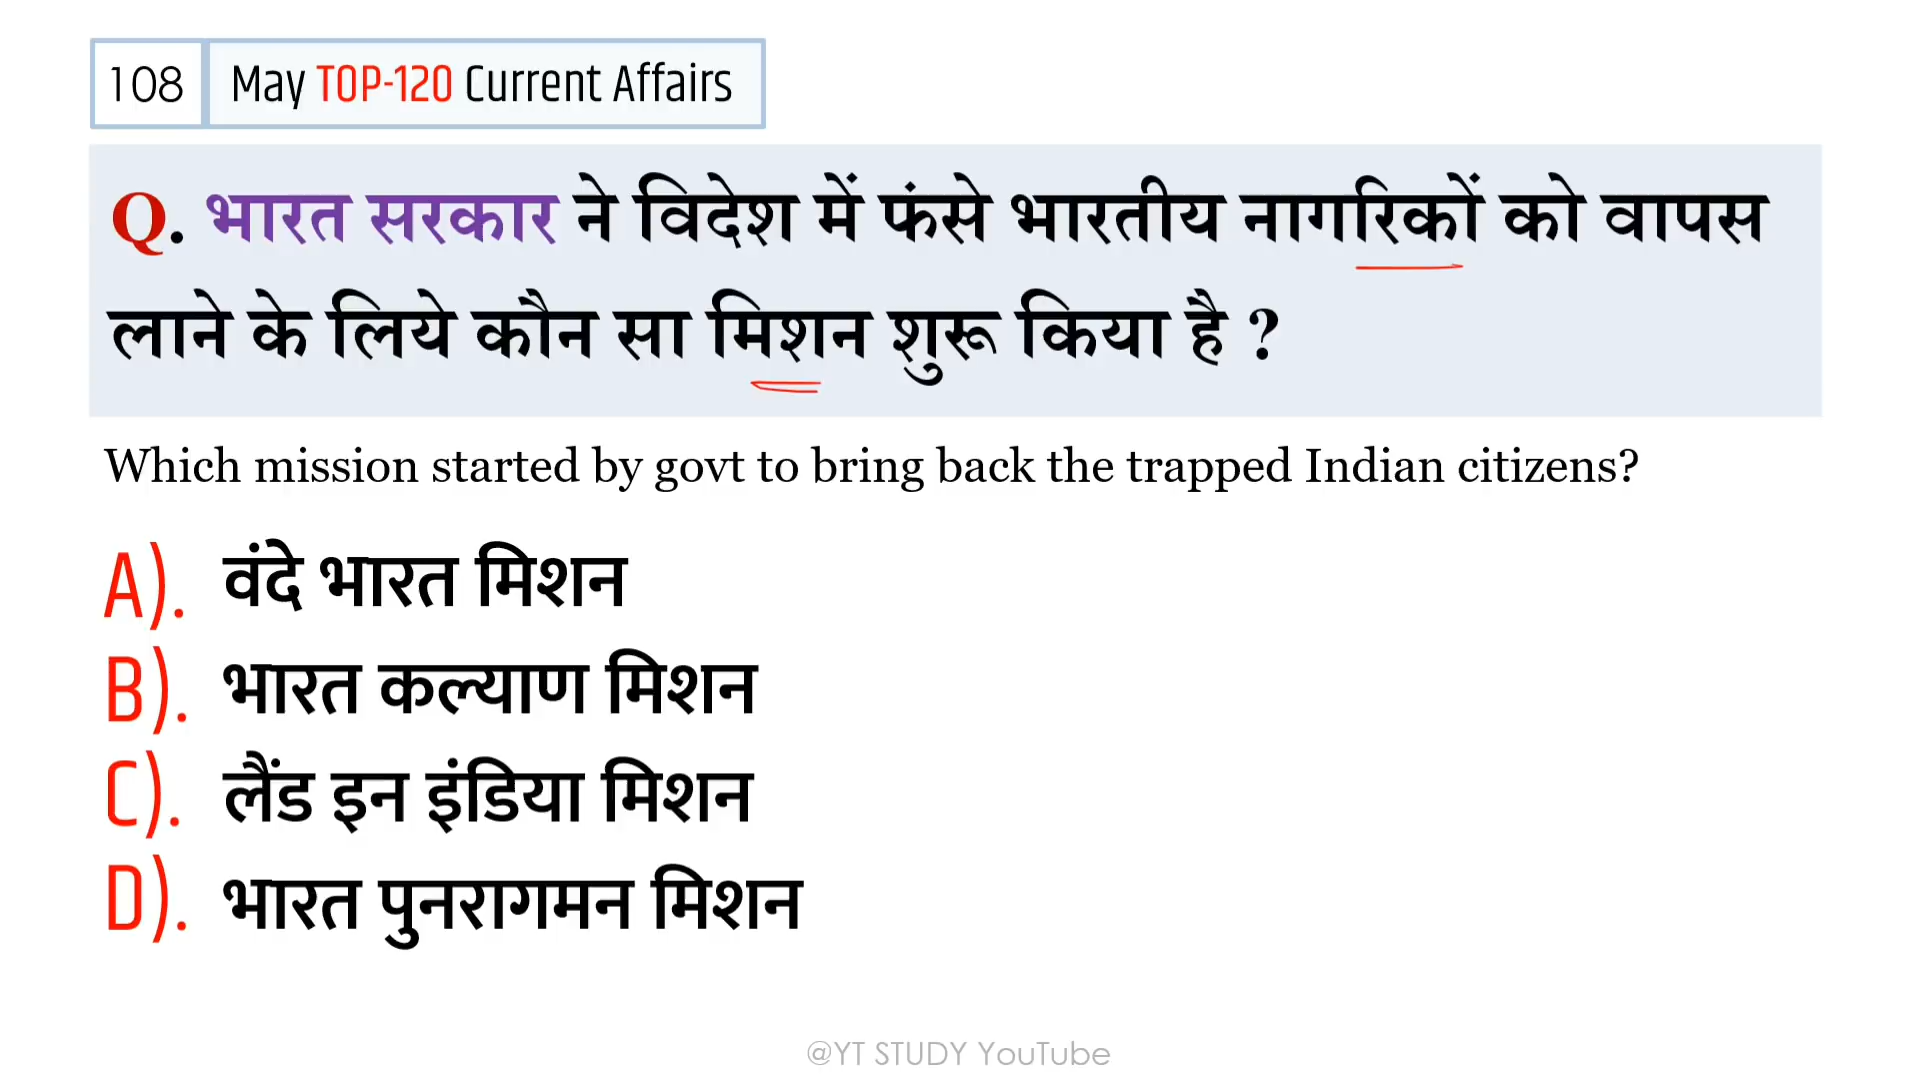 108 May TOP-120 Current Affairs
Q. भारत सरकार ने विदेश में फंसे भारतीय नागरिकों को वापस
लाने के लिये कौन सा मिशन शुरू किया है ?
Which mission started by govt to bring back the trapped Indian citizens?
A). वंदे भारत मिशन
B). भारत कल्याण मिशन
C). लैंड इन इंडिया मिशन
D). भारत पुनरागमन मिशन
@YT STUDY YouTube